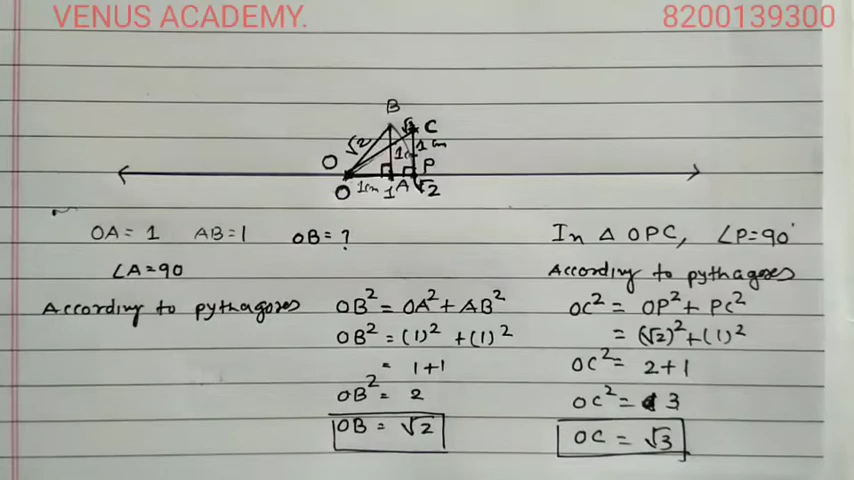 VENUS ACADEMY. 8200139300
B
√2 √3 C
1cm 1cm
O P
O 1cm 1 A √2
OA = 1 AB = 1 OB = ?
∠A = 90
According to pythagores
OB² = OA² + AB²
OB² = (1)² + (1)²
= 1+1
OB² = 2
OB = √2
In △ OPC, ∠P = 90°
According to pythagores
OC² = OP² + PC²
= (√2)² + (1)²
OC² = 2+1
OC² = 3
OC = √3